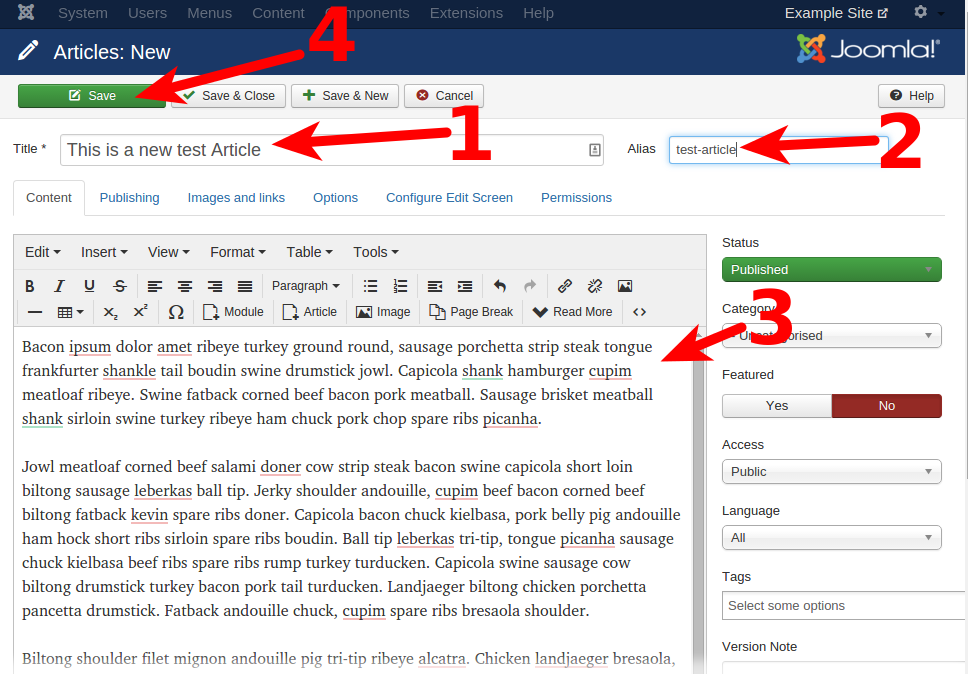 System Users Menus Content Components Extensions Help Example Site
Articles: New Joomla!®
4
Save Save & Close Save & New Cancel Help
1
2
Title * This is a new test Article Alias test-article
Content Publishing Images and links Options Configure Edit Screen Permissions
Edit Insert View Format Table Tools
B I U S Paragraph
Ω Module Article Image Page Break Read More
Bacon ipsum dolor amet ribeye turkey ground round, sausage porchetta strip steak tongue
frankfurter shankle tail boudin swine drumstick jowl. Capicola shank hamburger cupim
meatloaf ribeye. Swine fatback corned beef bacon pork meatball. Sausage brisket meatball
shank sirloin swine turkey ribeye ham chuck pork chop spare ribs picanha.
Jowl meatloaf corned beef salami doner cow strip steak bacon swine capicola short loin
biltong sausage leberkas ball tip. Jerky shoulder andouille, cupim beef bacon corned beef
biltong fatback kevin spare ribs doner. Capicola bacon chuck kielbasa, pork belly pig andouille
ham hock short ribs sirloin spare ribs boudin. Ball tip leberkas tri-tip, tongue picanha sausage
chuck kielbasa beef ribs spare ribs rump turkey turducken. Capicola swine sausage cow
biltong drumstick turkey bacon pork tail turducken. Landjaeger biltong chicken porchetta
pancetta drumstick. Fatback andouille chuck, cupim spare ribs bresaola shoulder.
Biltong shoulder filet mignon andouille pig tri-tip ribeye alcatra. Chicken landjaeger bresaola,
Status
Published
Category
3
- Uncategorised
Featured
Yes No
Access
Public
Language
All
Tags
Select some options
Version Note